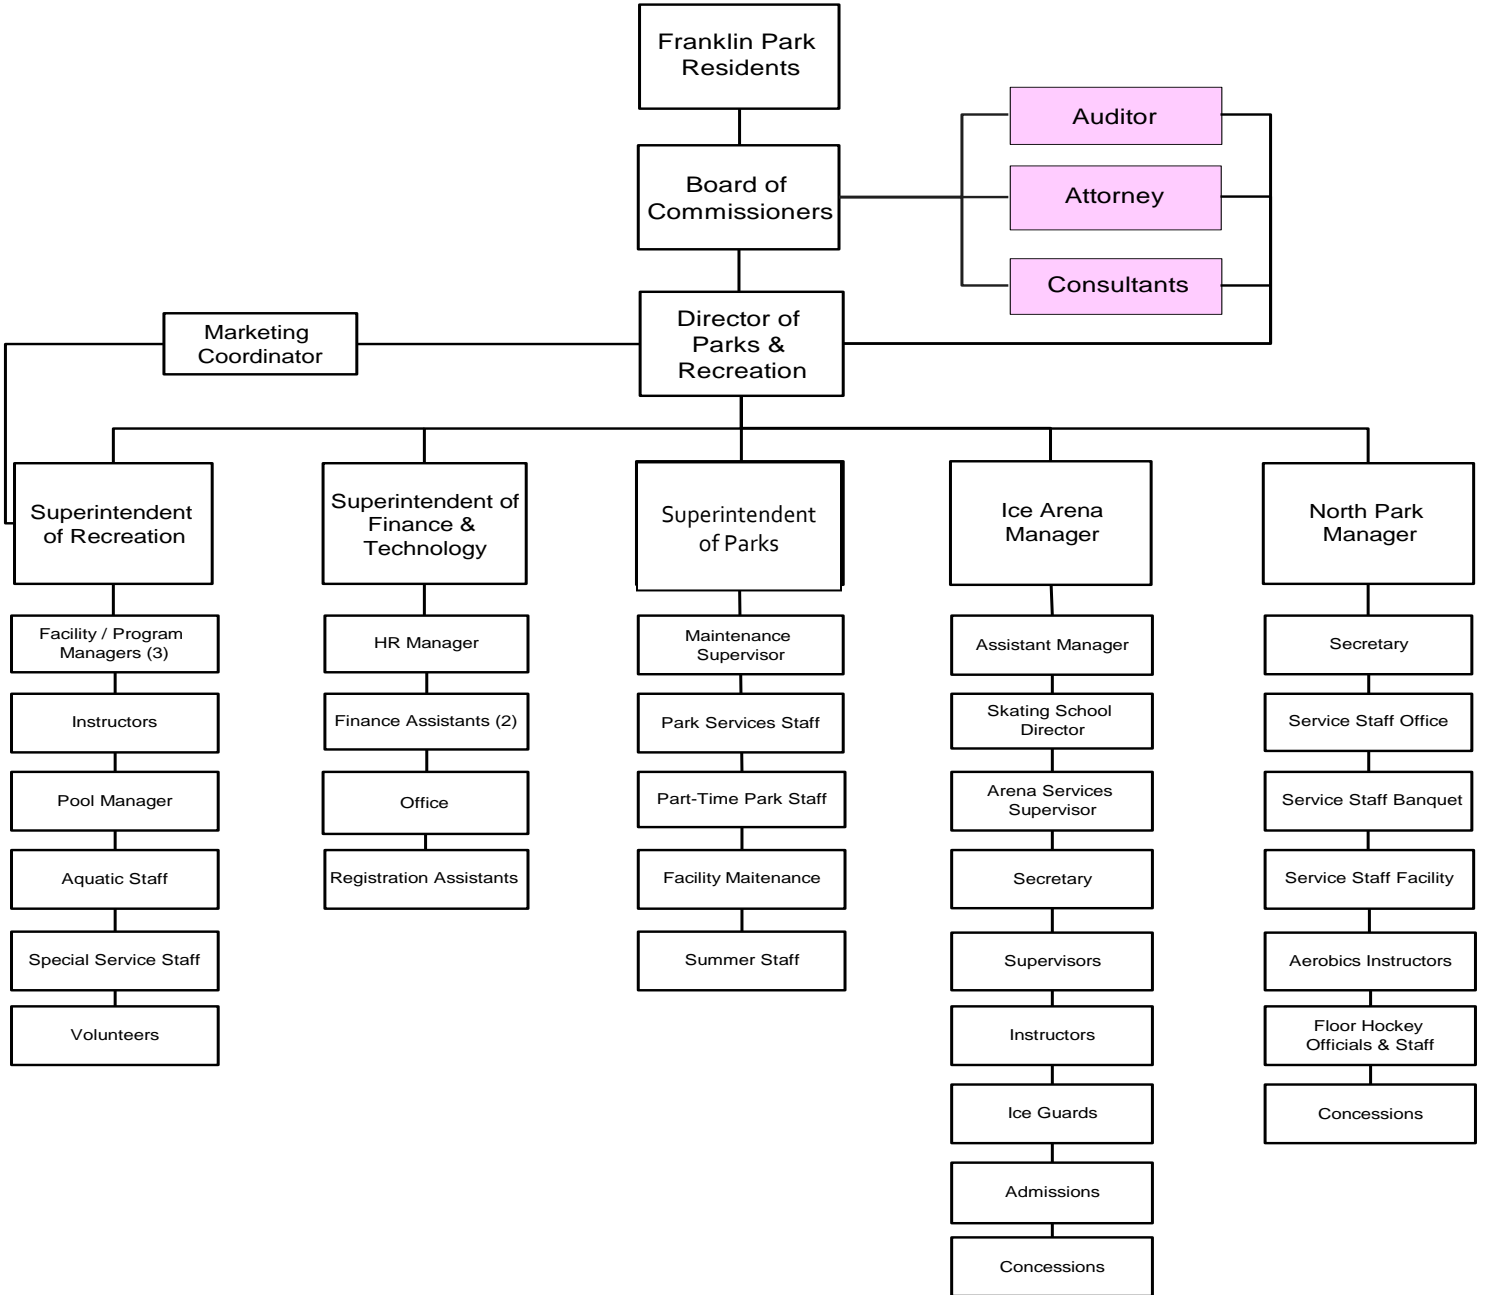 Franklin Park
Residents
Auditor
Board of
Commissioners
Attorney
Consultants
Director of
Parks &
Recreation
Marketing
Coordinator
Superintendent
of Recreation
Superintendent of
Finance &
Technology
Superintendent
of Parks
Ice Arena
Manager
North Park
Manager
Facility / Program
Managers (3)
Instructors
Pool Manager
Aquatic Staff
Special Service Staff
Volunteers
HR Manager
Finance Assistants (2)
Office
Registration Assistants
Maintenance
Supervisor
Park Services Staff
Part-Time Park Staff
Facility Maitenance
Summer Staff
Assistant Manager
Skating School
Director
Arena Services
Supervisor
Secretary
Supervisors
Instructors
Ice Guards
Admissions
Concessions
Secretary
Service Staff Office
Service Staff Banquet
Service Staff Facility
Aerobics Instructors
Floor Hockey
Officials & Staff
Concessions